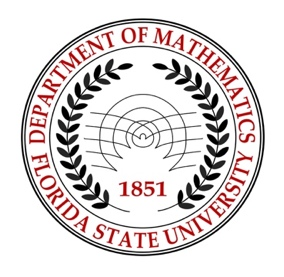 DEPARTMENT OF MATHEMATICS
1851
FLORIDA STATE UNIVERSITY